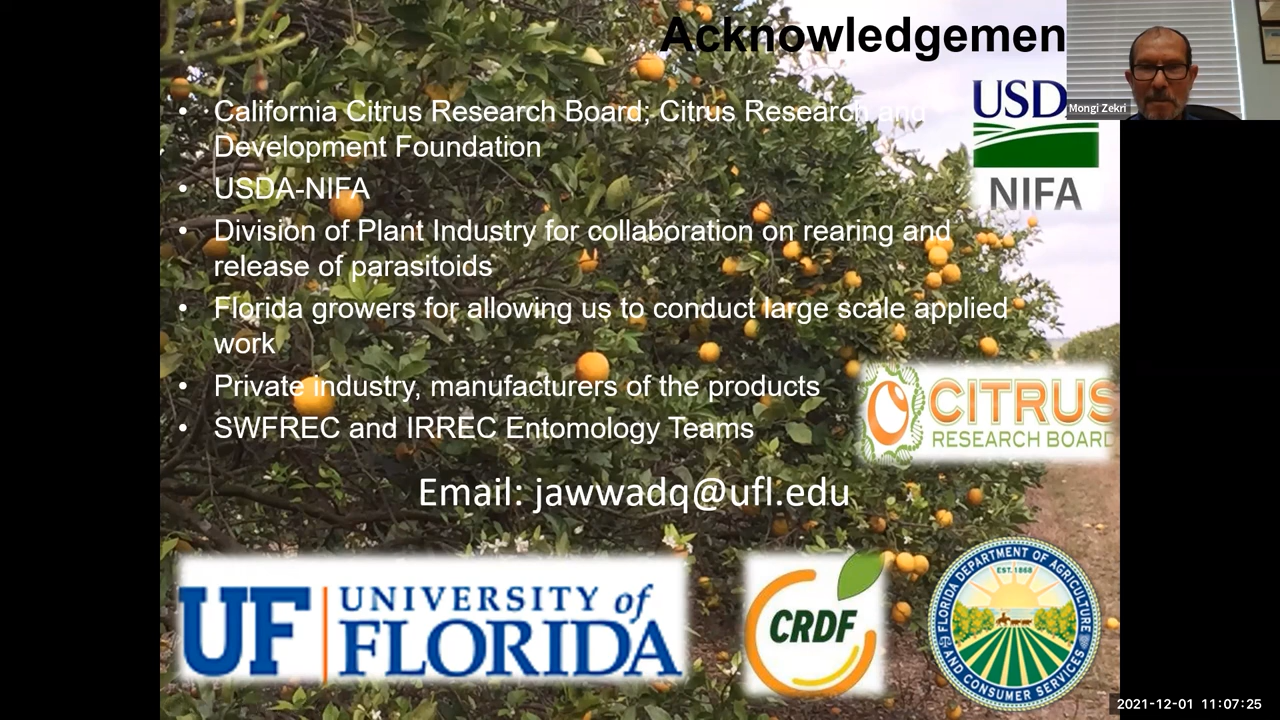 Acknowledgemen
USD
Mongi Zekri
NIFA
• California Citrus Research Board; Citrus Research and
Development Foundation
• USDA-NIFA
• Division of Plant Industry for collaboration on rearing and
release of parasitoids
• Florida growers for allowing us to conduct large scale applied
work
• Private industry, manufacturers of the products
• SWFREC and IRREC Entomology Teams
CITRUS
RESEARCH BOARD
Email: jawwadq@ufl.edu
UF UNIVERSITY of
FLORIDA
CRDF
FLORIDA DEPARTMENT OF AGRICULTURE
EST. 1868
AND CONSUMER SERVICES
2021-12-01 11:07:25